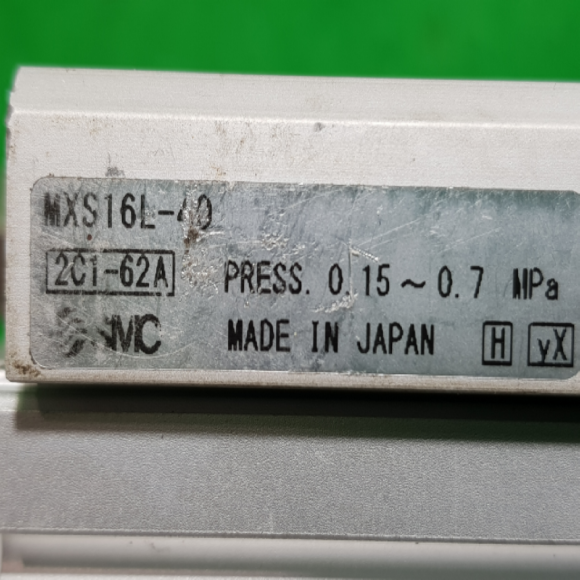 MXS16L-40
2C1-62A PRESS. 0.15～0.7 MPa
SMC MADE IN JAPAN H yX